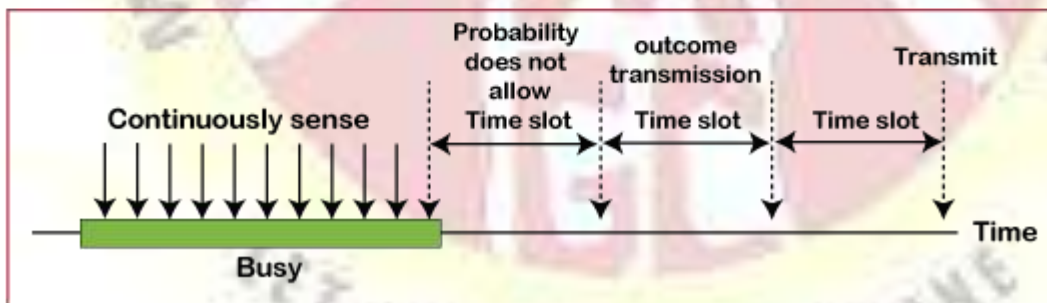 Probability
does not
allow
Time slot
outcome
transmission
Time slot
Transmit
Time slot
Continuously sense
Time
Busy